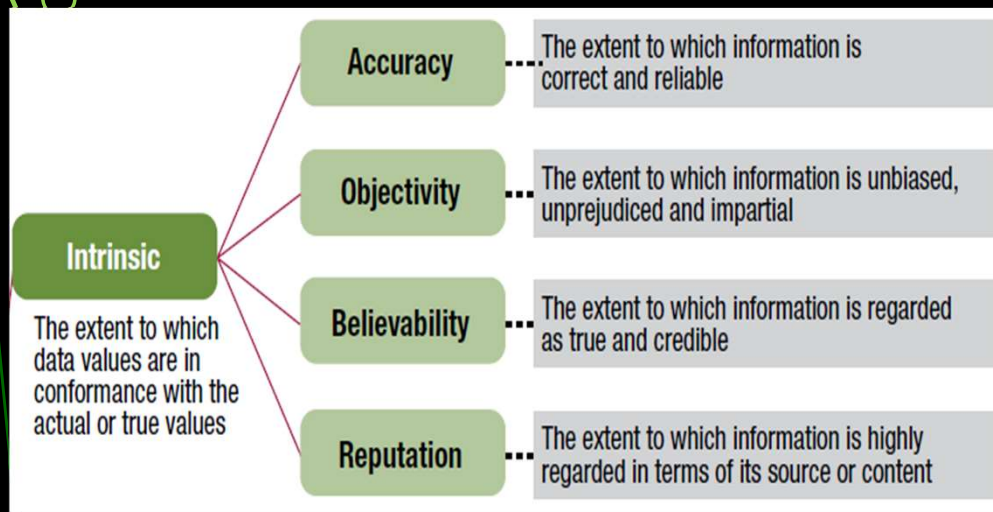 Accuracy
The extent to which information is
correct and reliable
Objectivity
The extent to which information is unbiased,
unprejudiced and impartial
Intrinsic
The extent to which
data values are in
conformance with the
actual or true values
Believability
The extent to which information is regarded
as true and credible
Reputation
The extent to which information is highly
regarded in terms of its source or content